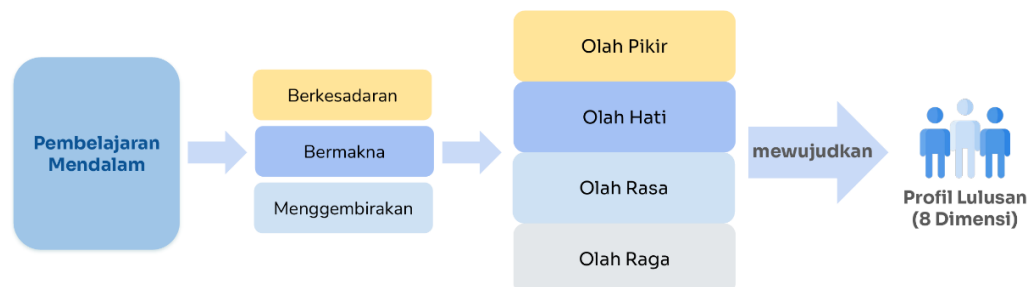 Pembelajaran
Mendalam
Berkesadaran
Bermakna
Menggembirakan
Olah Pikir
Olah Hati
Olah Rasa
Olah Raga
mewujudkan
Profil Lulusan
(8 Dimensi)